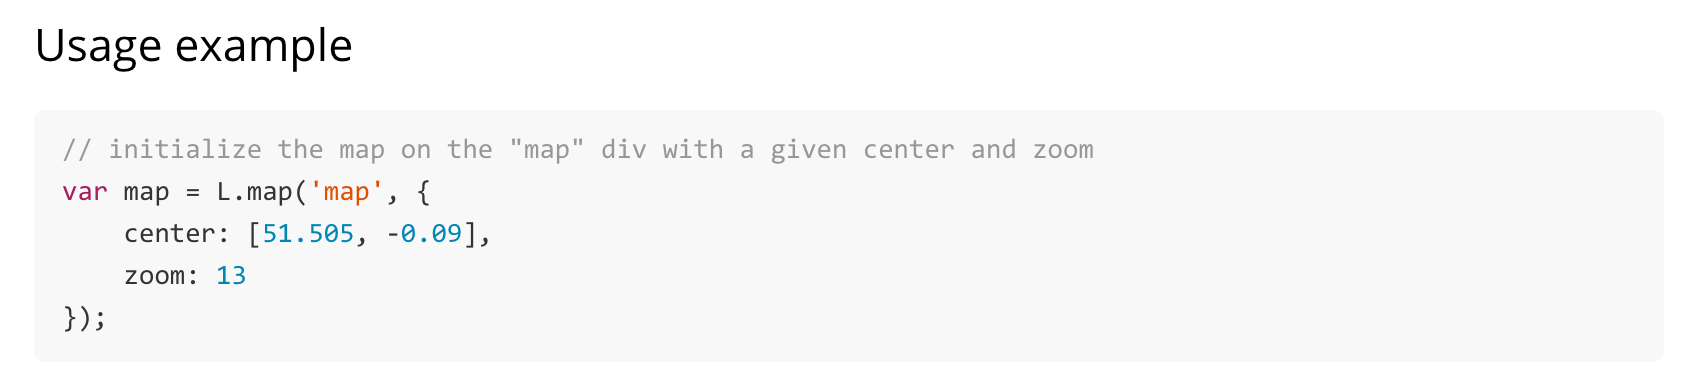 Usage example
// initialize the map on the "map" div with a given center and zoom
var map = L.map('map', {
    center: [51.505, -0.09],
    zoom: 13
});